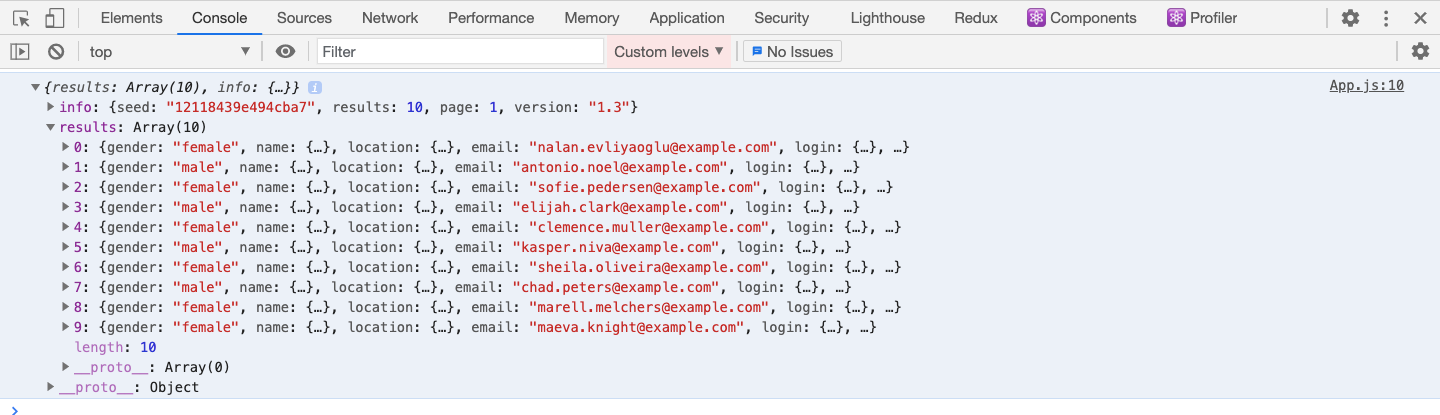 Elements Console Sources Network Performance Memory Application Security Lighthouse Redux Components Profiler
top Filter Custom levels No Issues
{results: Array(10), info: {…}} i App.js:10
info: {seed: "12118439e494cba7", results: 10, page: 1, version: "1.3"}
results: Array(10)
0: {gender: "female", name: {…}, location: {…}, email: "nalan.evliyaoglu@example.com", login: {…}, …}
1: {gender: "male", name: {…}, location: {…}, email: "antonio.noel@example.com", login: {…}, …}
2: {gender: "female", name: {…}, location: {…}, email: "sofie.pedersen@example.com", login: {…}, …}
3: {gender: "male", name: {…}, location: {…}, email: "elijah.clark@example.com", login: {…}, …}
4: {gender: "female", name: {…}, location: {…}, email: "clemence.muller@example.com", login: {…}, …}
5: {gender: "male", name: {…}, location: {…}, email: "kasper.niva@example.com", login: {…}, …}
6: {gender: "female", name: {…}, location: {…}, email: "sheila.oliveira@example.com", login: {…}, …}
7: {gender: "male", name: {…}, location: {…}, email: "chad.peters@example.com", login: {…}, …}
8: {gender: "female", name: {…}, location: {…}, email: "marell.melchers@example.com", login: {…}, …}
9: {gender: "female", name: {…}, location: {…}, email: "maeva.knight@example.com", login: {…}, …}
length: 10
__proto__: Array(0)
__proto__: Object